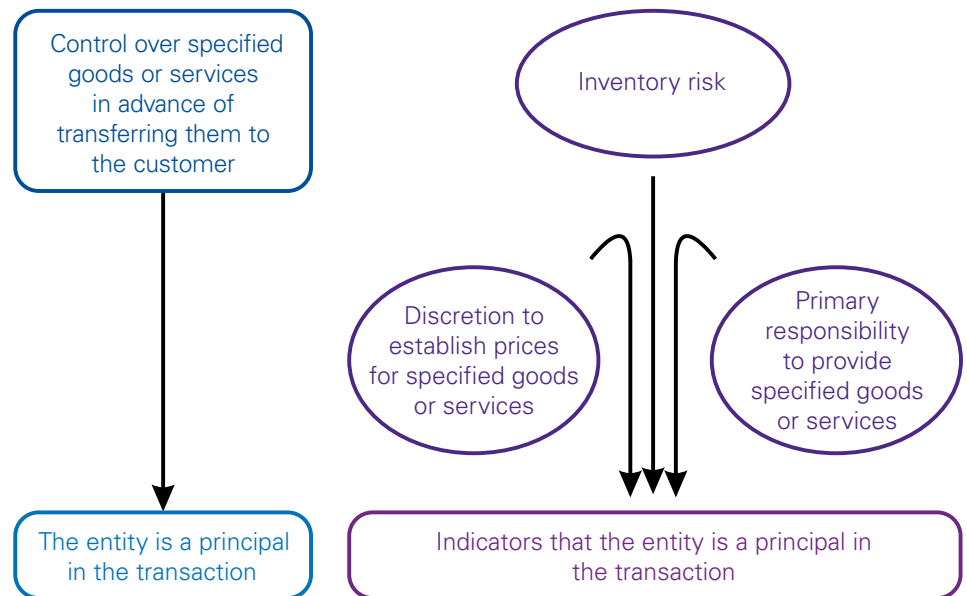 Control over specified
goods or services
in advance of
transferring them to
the customer
Inventory risk
Discretion to
establish prices
for specified goods
or services
Primary
responsibility
to provide
specified goods
or services
The entity is a principal
in the transaction
Indicators that the entity is a principal in
the transaction